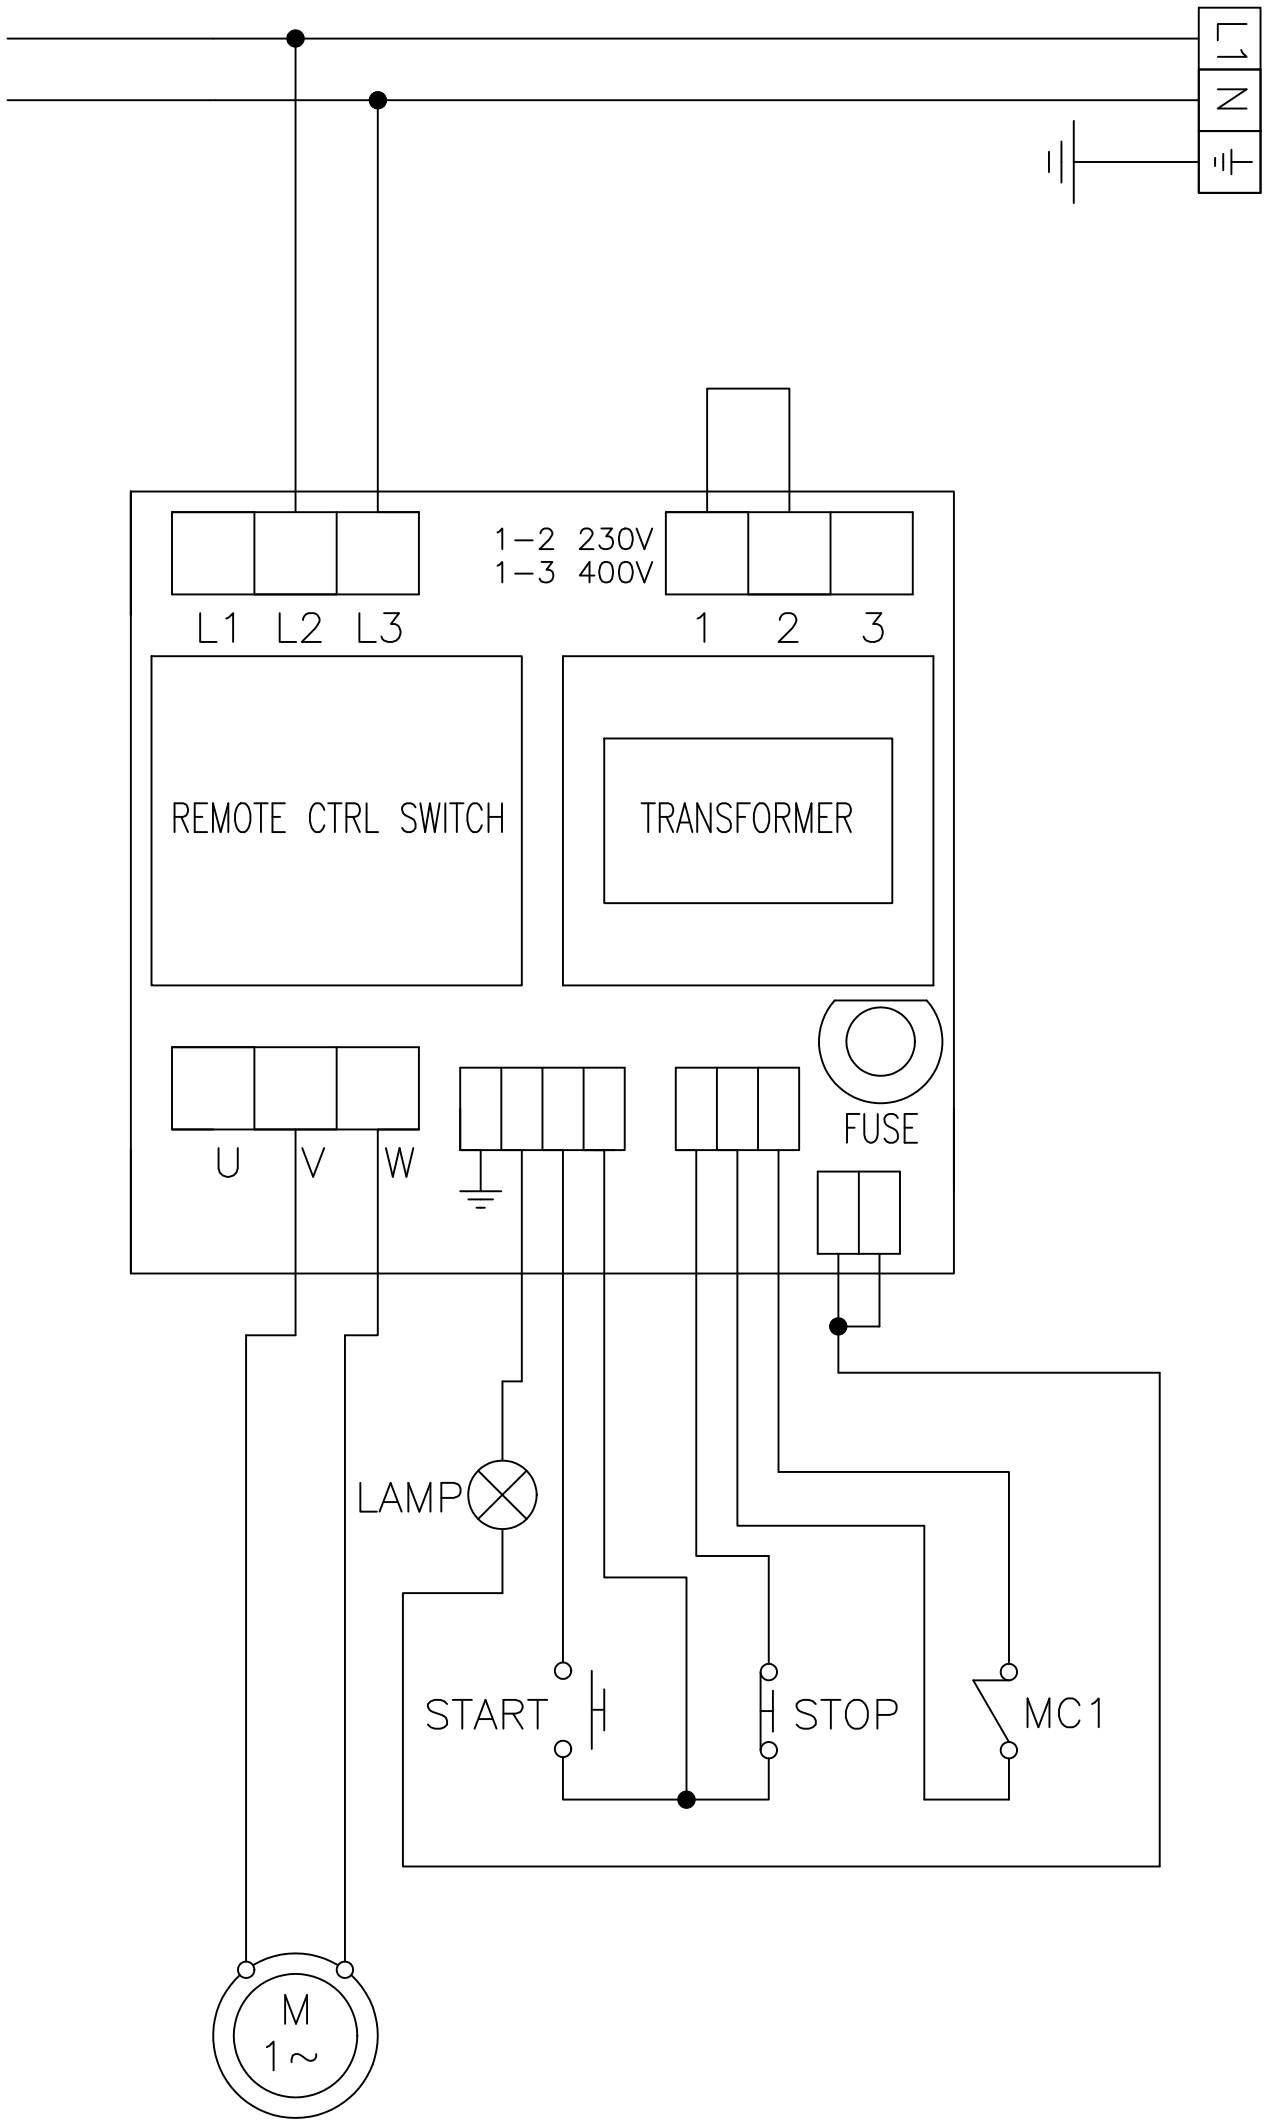 L1
N
1-2 230V
1-3 400V
L1 L2 L3
1 2 3
REMOTE CTRL SWITCH
TRANSFORMER
FUSE
U V W
LAMP
START
STOP
MC1
M
1~